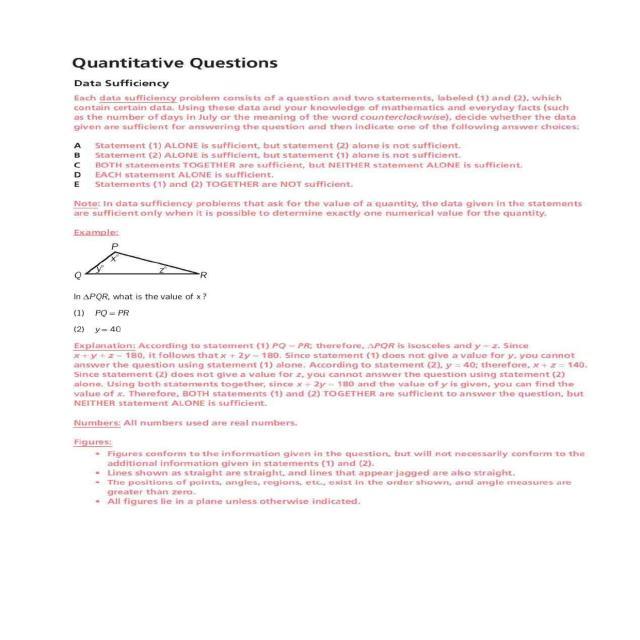 Quantitative Questions
Data Sufficiency
Each data sufficiency problem consists of a question and two statements, labeled (1) and (2), which
contain certain data. Using these data and your knowledge of mathematics and everyday facts (such
as the number of days in July or the meaning of the word counterclockwise), decide whether the data
given are sufficient for answering the question and then indicate one of the following answer choices:
A Statement (1) ALONE is sufficient, but statement (2) alone is not sufficient.
B Statement (2) ALONE is sufficient, but statement (1) alone is not sufficient.
C BOTH statements TOGETHER are sufficient, but NEITHER statement ALONE is sufficient.
D EACH statement ALONE is sufficient.
E Statements (1) and (2) TOGETHER are NOT sufficient.
Note: In data sufficiency problems that ask for the value of a quantity, the data given in the statements
are sufficient only when it is possible to determine exactly one numerical value for the quantity.
Example:
P
x°
Q y° z° R
In ΔPQR, what is the value of x?
(1) PQ = PR
(2) y = 40
Explanation: According to statement (1) PQ = PR; therefore, ΔPQR is isosceles and y = z. Since
x + y + z = 180, it follows that x + 2y = 180. Since statement (1) does not give a value for y, you cannot
answer the question using statement (1) alone. According to statement (2), y = 40; therefore, x + z = 140.
Since statement (2) does not give a value for z, you cannot answer the question using statement (2)
alone. Using both statements together, since x + 2y = 180 and the value of y is given, you can find the
value of x. Therefore, BOTH statements (1) and (2) TOGETHER are sufficient to answer the question, but
NEITHER statement ALONE is sufficient.
Numbers: All numbers used are real numbers.
Figures:
• Figures conform to the information given in the question, but will not necessarily conform to the
additional information given in statements (1) and (2).
• Lines shown as straight are straight, and lines that appear jagged are also straight.
• The positions of points, angles, regions, etc., exist in the order shown, and angle measures are
greater than zero.
• All figures lie in a plane unless otherwise indicated.